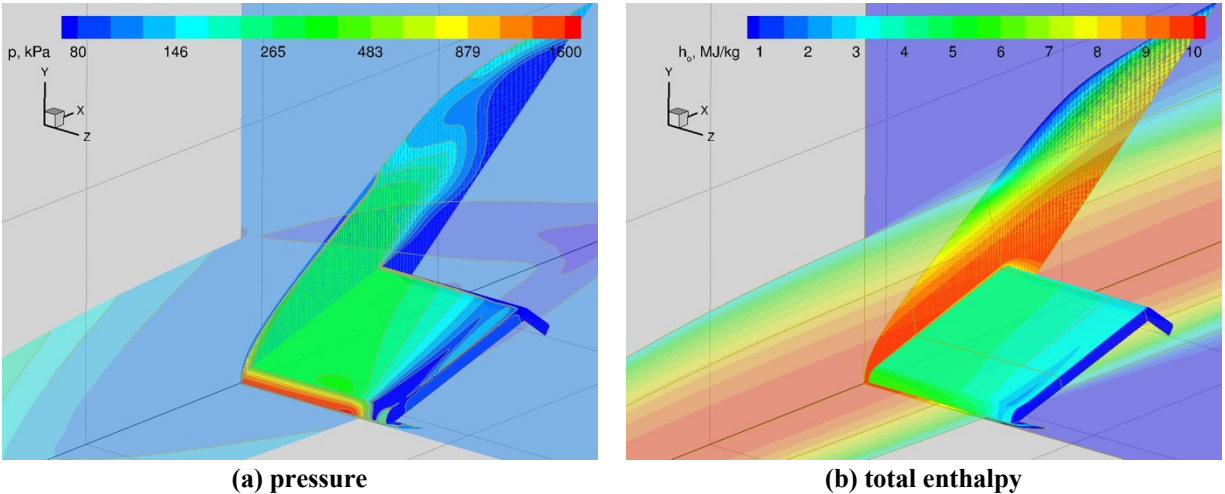 p, kPa 80 146 265 483 879 1600
Y
X
Z
(a) pressure
h₀, MJ/kg 1 2 3 4 5 6 7 8 9 10
Y
X
Z
(b) total enthalpy